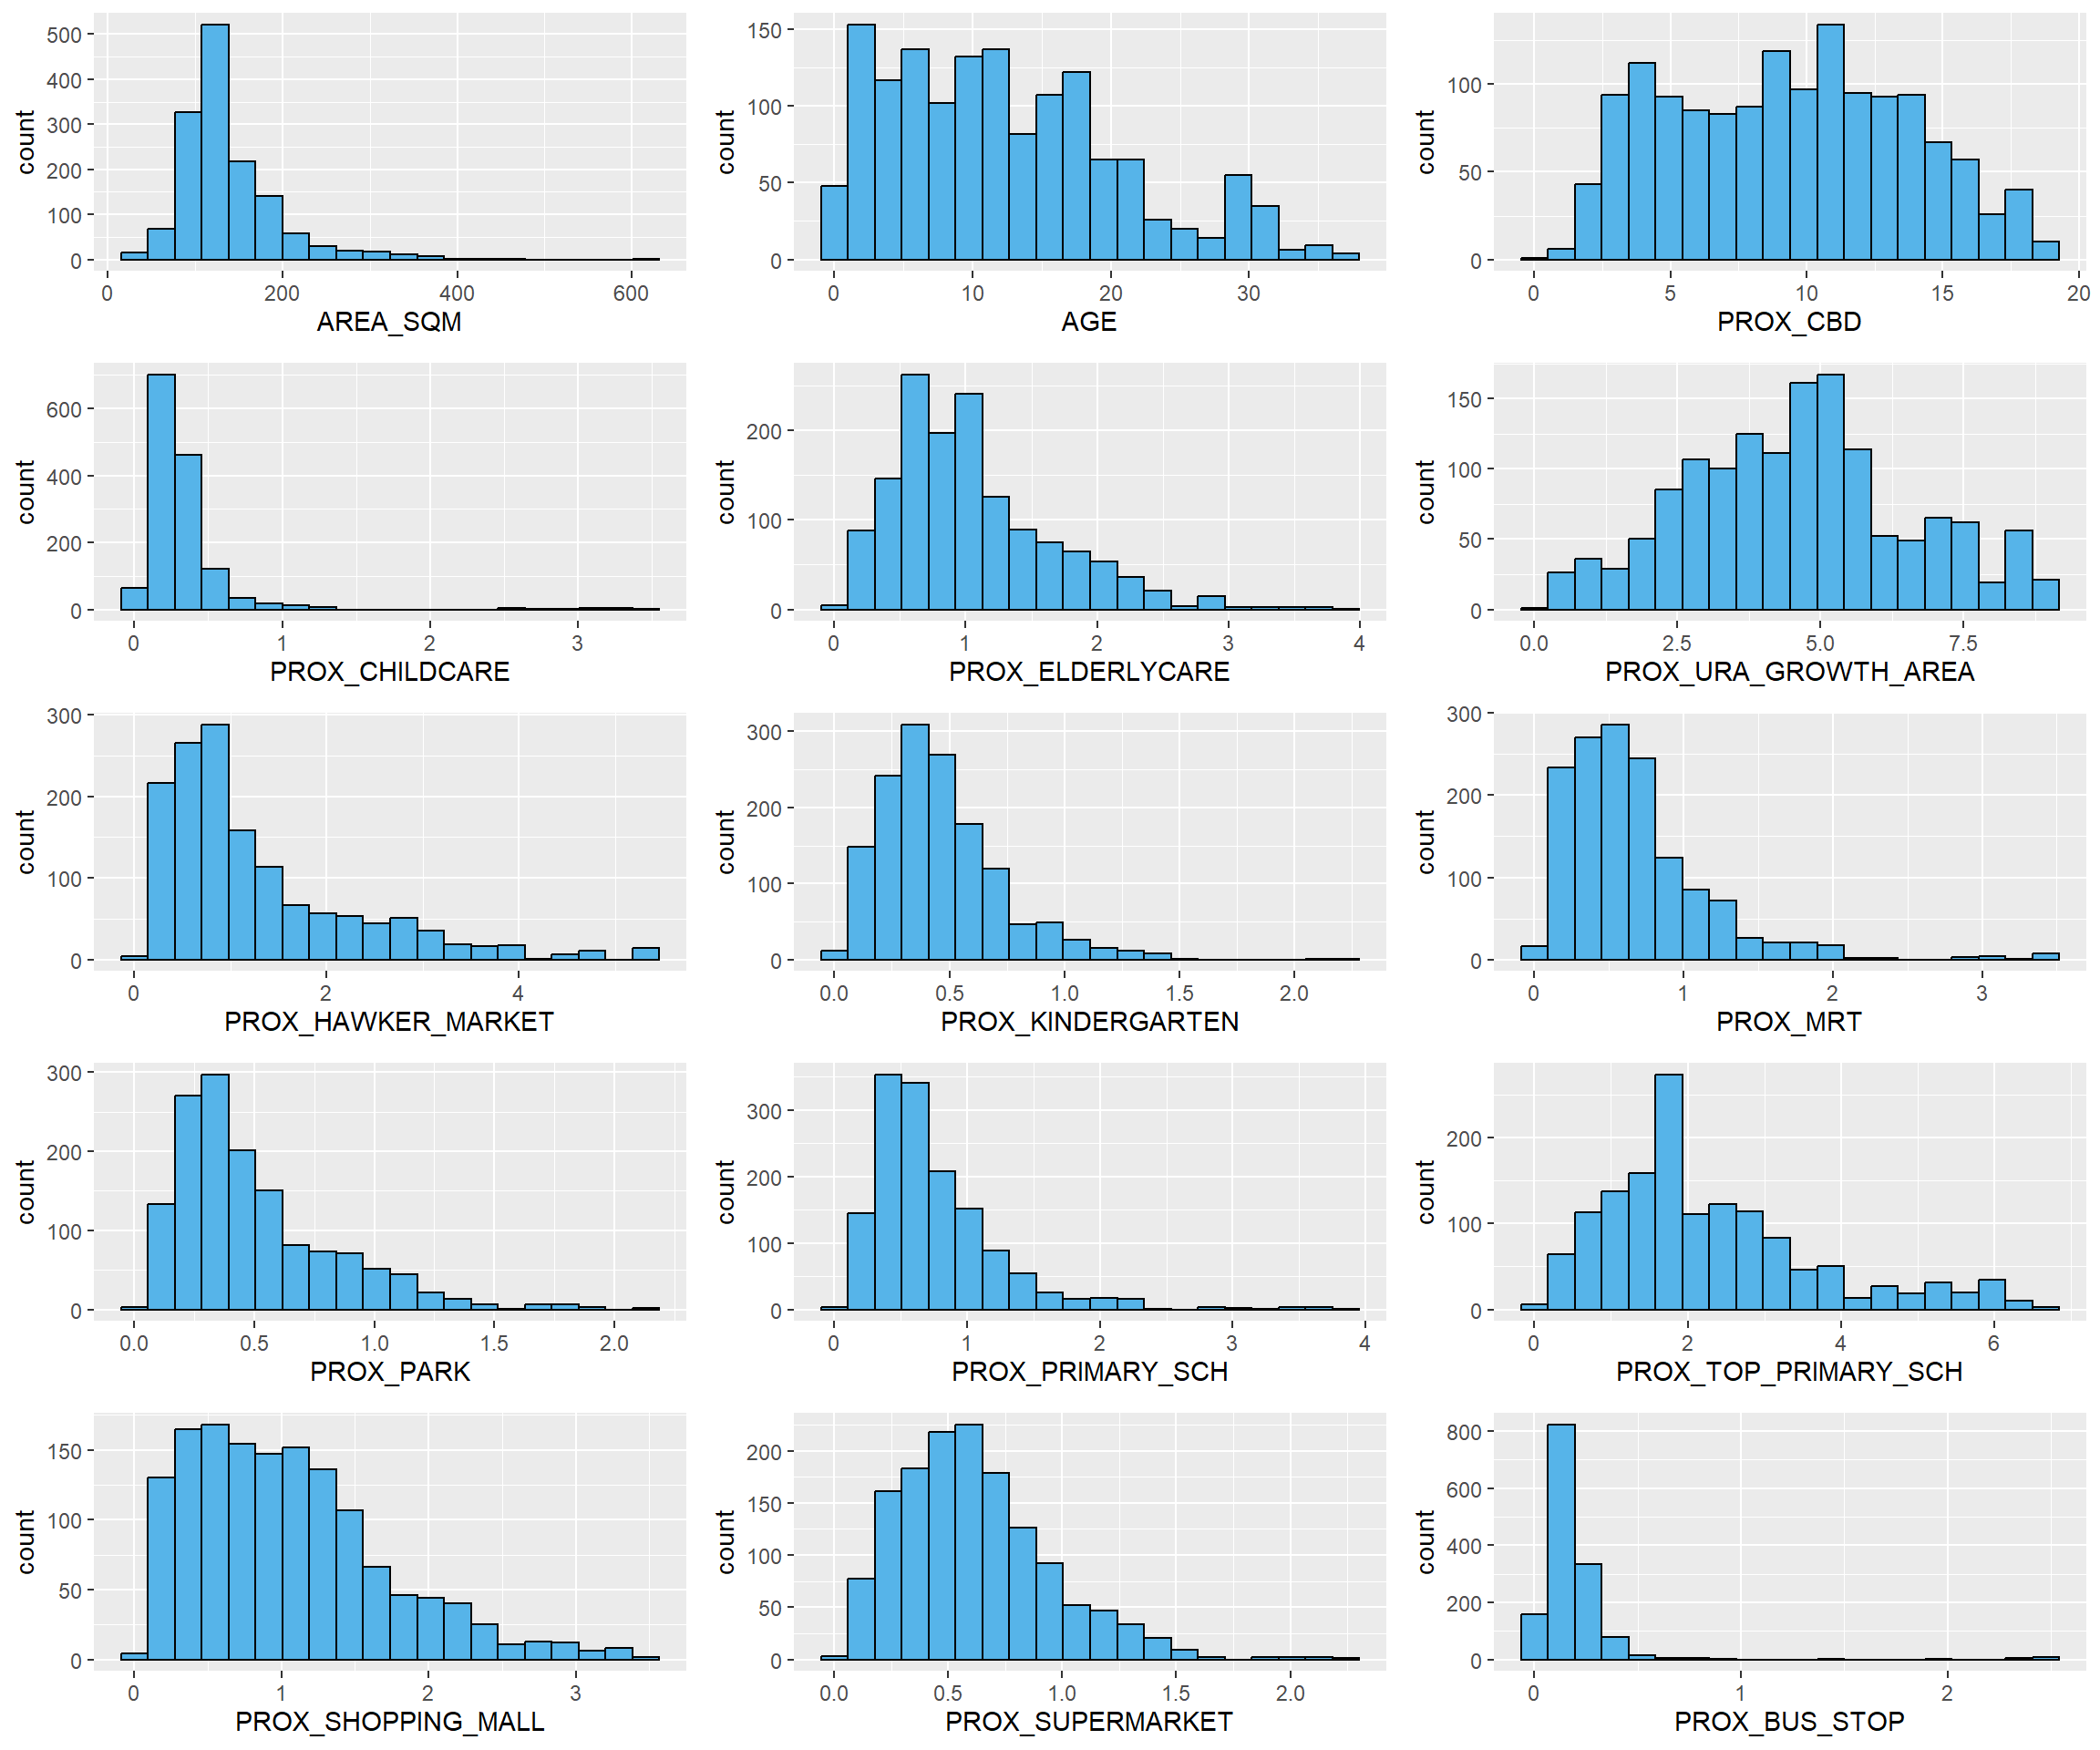 500
400
300
200
100
0
count
0 200 400 600
AREA_SQM
150
100
50
0
count
0 10 20 30
AGE
100
50
0
count
0 5 10 15 20
PROX_CBD
600
400
200
0
count
0 1 2 3
PROX_CHILDCARE
200
100
0
count
0 1 2 3 4
PROX_ELDERLYCARE
150
100
50
0
count
0.0 2.5 5.0 7.5
PROX_URA_GROWTH_AREA
300
200
100
0
count
0 2 4
PROX_HAWKER_MARKET
300
200
100
0
count
0.0 0.5 1.0 1.5 2.0
PROX_KINDERGARTEN
300
200
100
0
count
0 1 2 3
PROX_MRT
300
200
100
0
count
0.0 0.5 1.0 1.5 2.0
PROX_PARK
300
200
100
0
count
0 1 2 3 4
PROX_PRIMARY_SCH
200
100
0
count
0 2 4 6
PROX_TOP_PRIMARY_SCH
150
100
50
0
count
0 1 2 3
PROX_SHOPPING_MALL
200
150
100
50
0
count
0.0 0.5 1.0 1.5 2.0
PROX_SUPERMARKET
800
600
400
200
0
count
0 1 2
PROX_BUS_STOP